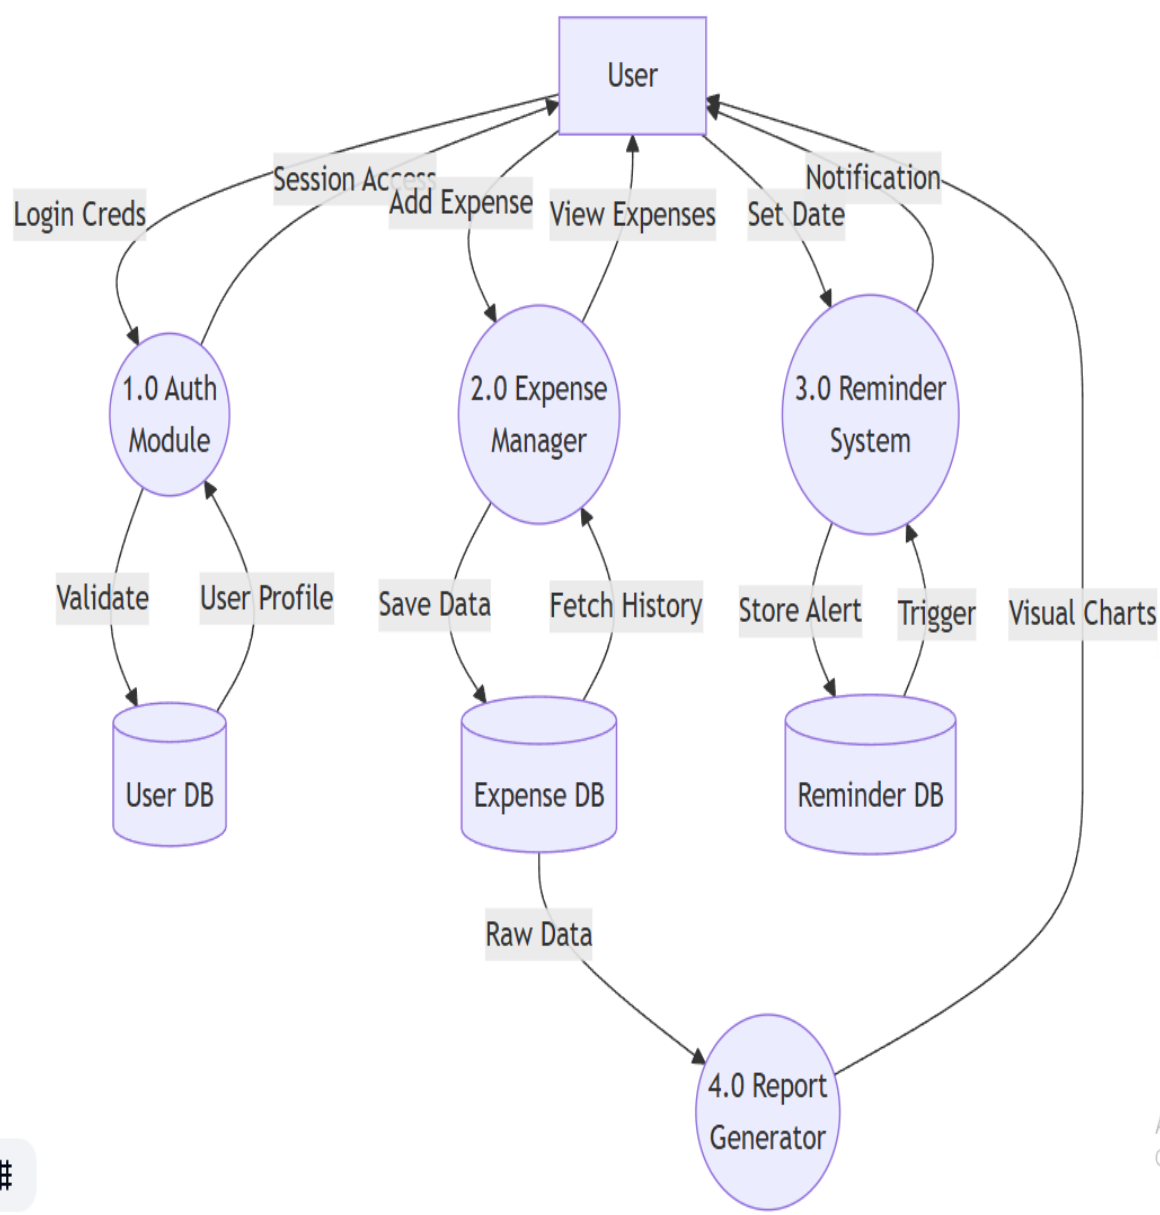 User
Session Access
Notification
Add Expense
Login Creds
View Expenses
Set Date
1.0 Auth
Module
2.0 Expense
Manager
3.0 Reminder
System
Validate
User Profile
Save Data
Fetch History
Store Alert
Trigger
Visual Charts
User DB
Expense DB
Reminder DB
Raw Data
4.0 Report
Generator
#